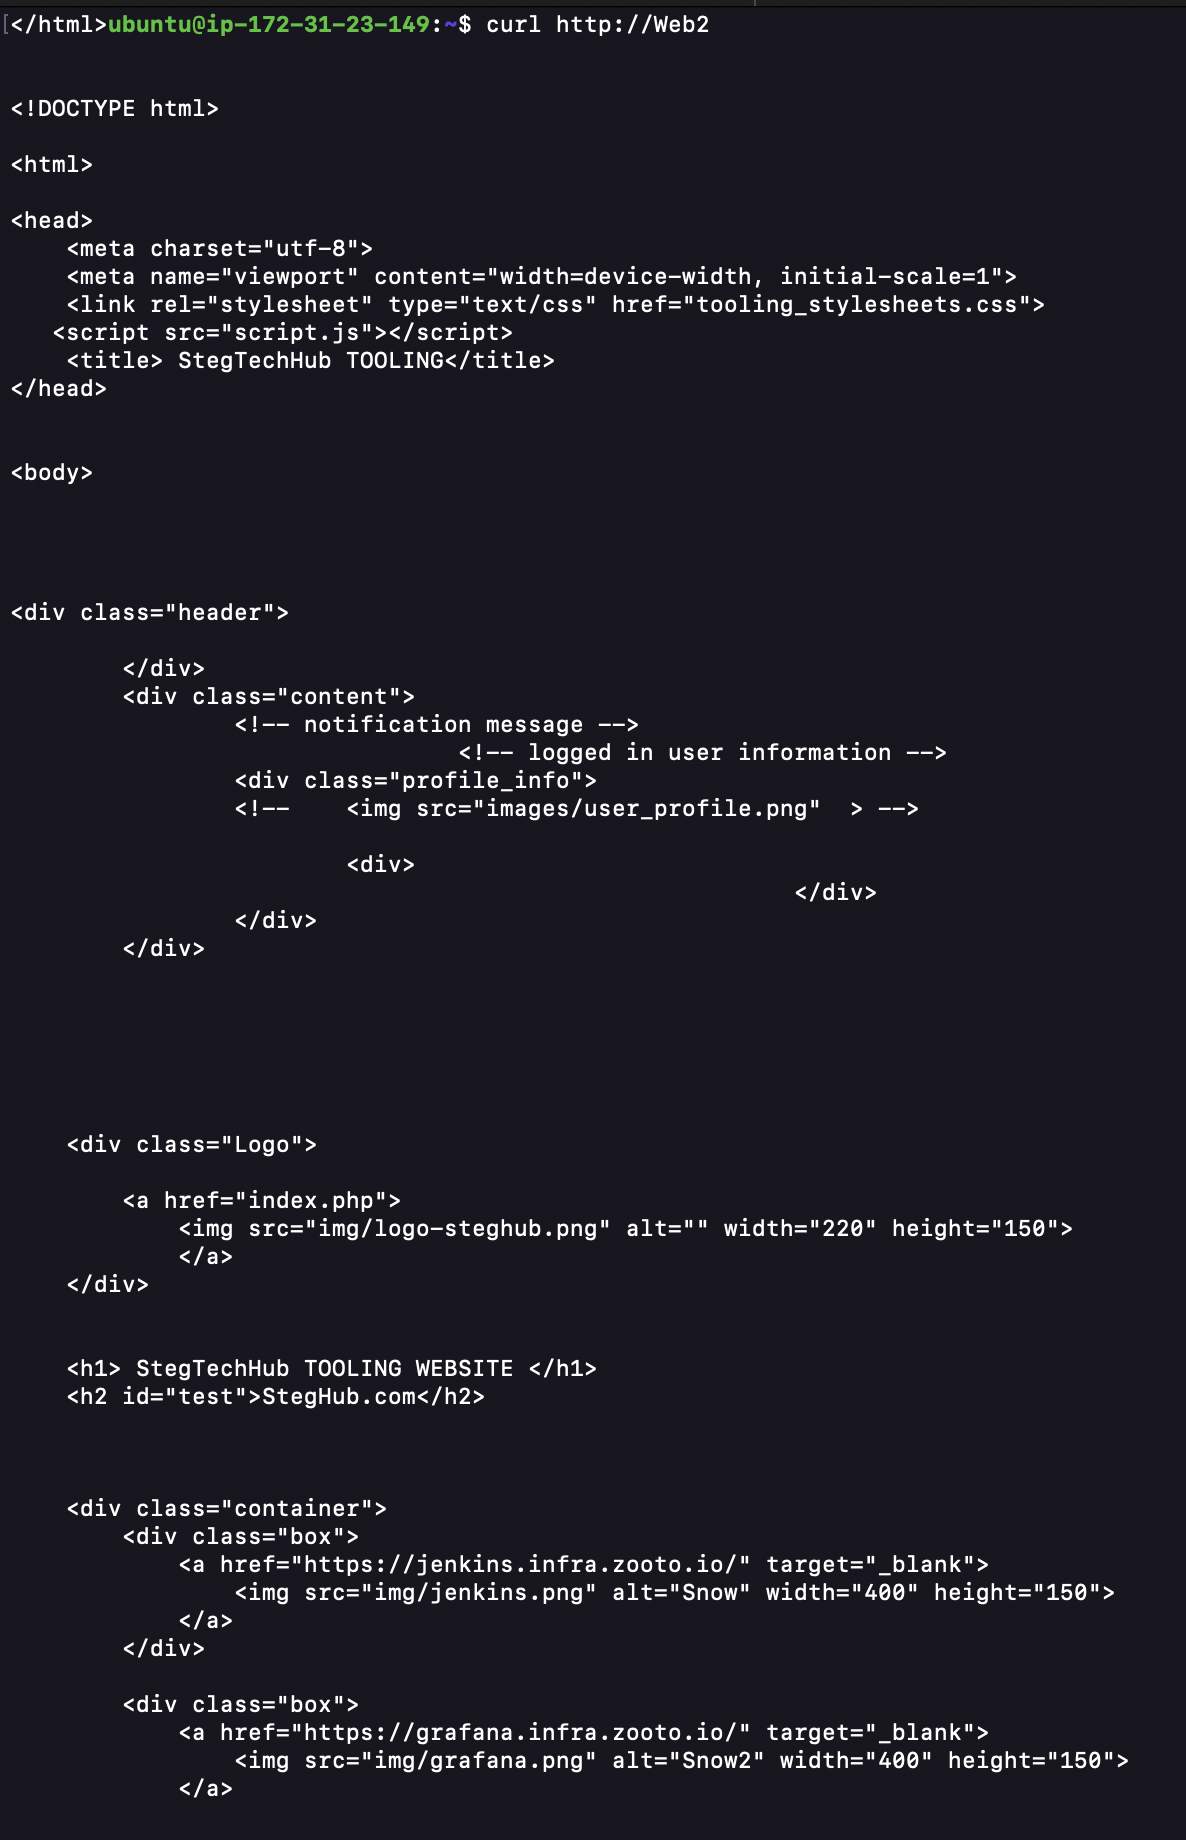 [</html>ubuntu@ip-172-31-23-149:~$ curl http://Web2
<!DOCTYPE html>
<html>
<head>
    <meta charset="utf-8">
    <meta name="viewport" content="width=device-width, initial-scale=1">
    <link rel="stylesheet" type="text/css" href="tooling_stylesheets.css">
   <script src="script.js"></script>
    <title> StegTechHub TOOLING</title>
</head>
<body>
<div class="header">
        </div>
        <div class="content">
                <!-- notification message -->
                                <!-- logged in user information -->
                <div class="profile_info">
                <!--    <img src="images/user_profile.png"  > -->
                        <div>
                                                        </div>
                </div>
        </div>
    <div class="Logo">
        <a href="index.php">
            <img src="img/logo-steghub.png" alt="" width="220" height="150">
            </a>
    </div>
    <h1> StegTechHub TOOLING WEBSITE </h1>
    <h2 id="test">StegHub.com</h2>
    <div class="container">
        <div class="box">
            <a href="https://jenkins.infra.zooto.io/" target="_blank">
                <img src="img/jenkins.png" alt="Snow" width="400" height="150">
            </a>
        </div>
        <div class="box">
            <a href="https://grafana.infra.zooto.io/" target="_blank">
                <img src="img/grafana.png" alt="Snow2" width="400" height="150">
            </a>